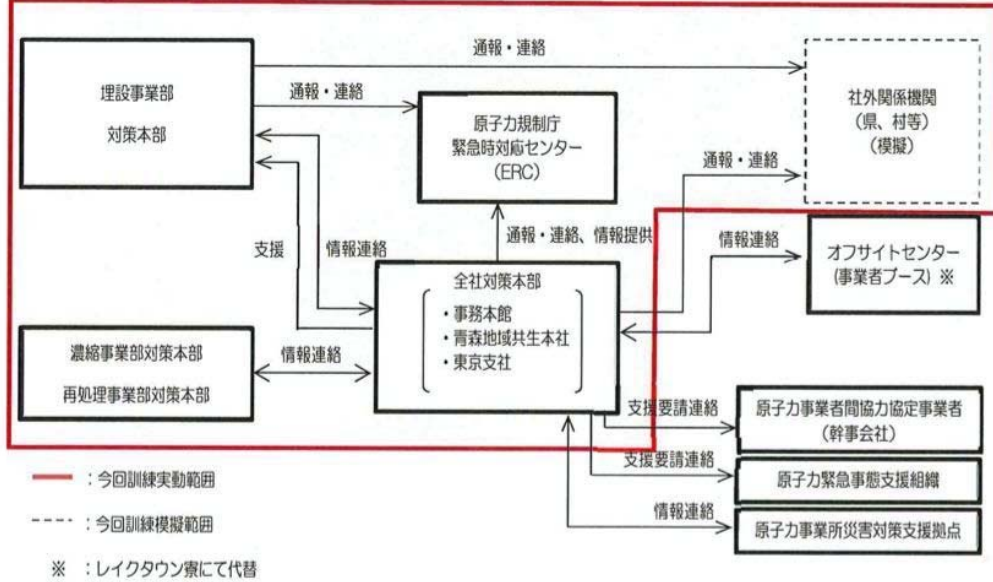 通報・連絡
埋設事業部
対策本部
通報・連絡
原子力規制庁
緊急時対応センター
(ERC)
社外関係機関
(県、村等)
(模擬)
通報・連絡
支援
情報連絡
通報・連絡、情報提供
情報連絡
オフサイトセンター
(事業者ブース) ※
全社対策本部
・事務本館
・青森地域共生本社
・東京支社
濃縮事業部対策本部
再処理事業部対策本部
情報連絡
支援要請連絡
原子力事業者間協力協定事業者
(幹事会社)
支援要請連絡
原子力緊急事態支援組織
情報連絡
原子力事業所災害対策支援拠点
：今回訓練実動範囲
：今回訓練模擬範囲
※ ：レイクタウン寮にて代替